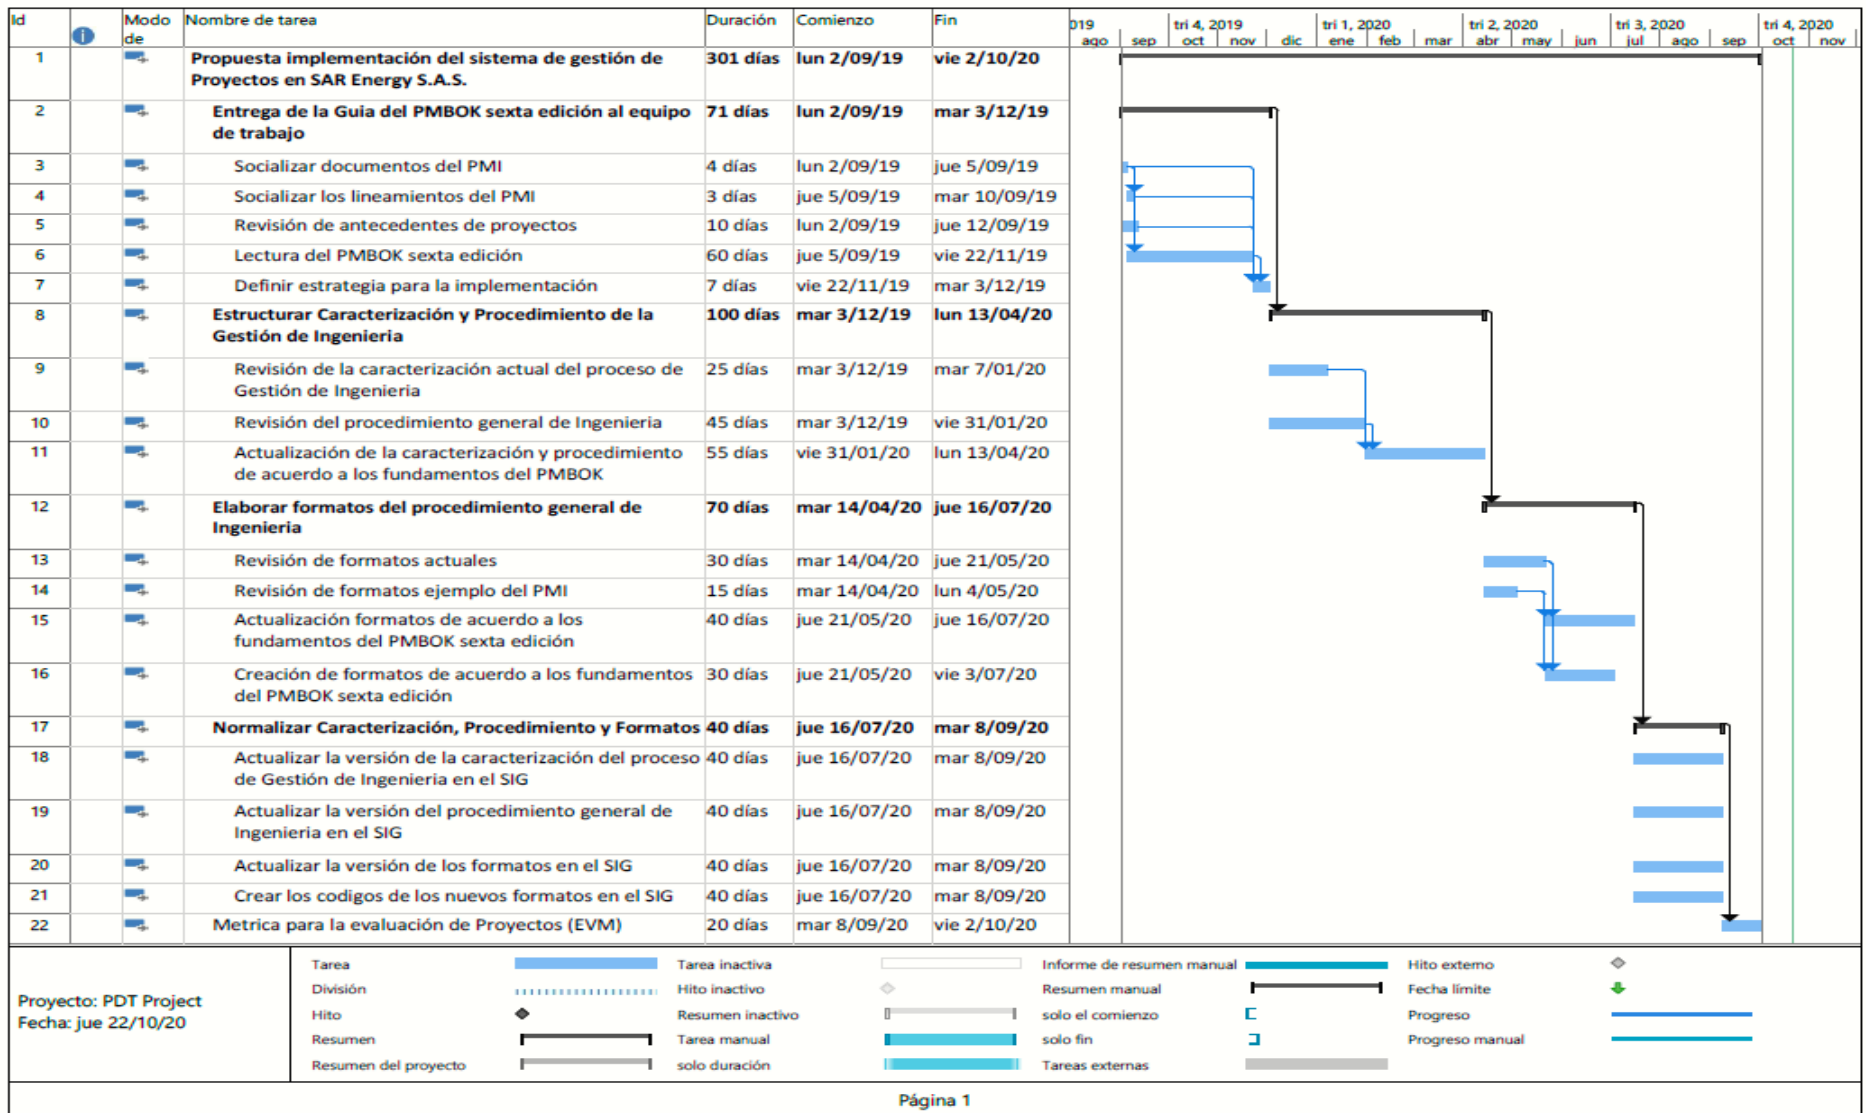 Id Modo de Nombre de tarea Duración Comienzo Fin
019 tri 4, 2019 tri 1, 2020 tri 2, 2020 tri 3, 2020 tri 4, 2020
ago sep oct nov dic ene feb mar abr may jun jul ago sep oct nov
1 Propuesta implementación del sistema de gestión de 301 días lun 2/09/19 vie 2/10/20
Proyectos en SAR Energy S.A.S.
2 Entrega de la Guia del PMBOK sexta edición al equipo 71 días lun 2/09/19 mar 3/12/19
de trabajo
3 Socializar documentos del PMI 4 días lun 2/09/19 jue 5/09/19
4 Socializar los lineamientos del PMI 3 días jue 5/09/19 mar 10/09/19
5 Revisión de antecedentes de proyectos 10 días lun 2/09/19 jue 12/09/19
6 Lectura del PMBOK sexta edición 60 días jue 5/09/19 vie 22/11/19
7 Definir estrategia para la implementación 7 días vie 22/11/19 mar 3/12/19
8 Estructurar Caracterización y Procedimiento de la 100 días mar 3/12/19 lun 13/04/20
Gestión de Ingenieria
9 Revisión de la caracterización actual del proceso de 25 días mar 3/12/19 mar 7/01/20
Gestión de Ingenieria
10 Revisión del procedimiento general de Ingenieria 45 días mar 3/12/19 vie 31/01/20
11 Actualización de la caracterización y procedimiento 55 días vie 31/01/20 lun 13/04/20
de acuerdo a los fundamentos del PMBOK
12 Elaborar formatos del procedimiento general de 70 días mar 14/04/20 jue 16/07/20
Ingenieria
13 Revisión de formatos actuales 30 días mar 14/04/20 jue 21/05/20
14 Revisión de formatos ejemplo del PMI 15 días mar 14/04/20 lun 4/05/20
15 Actualización formatos de acuerdo a los 40 días jue 21/05/20 jue 16/07/20
fundamentos del PMBOK sexta edición
16 Creación de formatos de acuerdo a los fundamentos 30 días jue 21/05/20 vie 3/07/20
del PMBOK sexta edición
17 Normalizar Caracterización, Procedimiento y Formatos 40 días jue 16/07/20 mar 8/09/20
18 Actualizar la versión de la caracterización del proceso 40 días jue 16/07/20 mar 8/09/20
de Gestión de Ingenieria en el SIG
19 Actualizar la versión del procedimiento general de 40 días jue 16/07/20 mar 8/09/20
Ingenieria en el SIG
20 Actualizar la versión de los formatos en el SIG 40 días jue 16/07/20 mar 8/09/20
21 Crear los codigos de los nuevos formatos en el SIG 40 días jue 16/07/20 mar 8/09/20
22 Metrica para la evaluación de Proyectos (EVM) 20 días mar 8/09/20 vie 2/10/20
Proyecto: PDT Project
Fecha: jue 22/10/20
Tarea Tarea inactiva Informe de resumen manual Hito externo
División Hito inactivo Resumen manual Fecha límite
Hito Resumen inactivo solo el comienzo Progreso
Resumen Tarea manual solo fin Progreso manual
Resumen del proyecto solo duración Tareas externas
Página 1